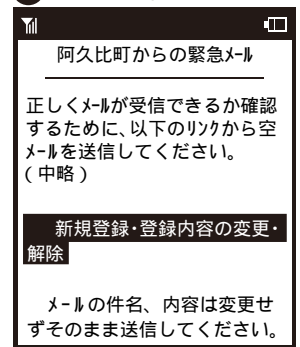 阿久比町からの緊急ﾒｰﾙ
正しくﾒｰﾙが受信できるか確認
するために、以下のﾘﾝｸから空
ﾒｰﾙを送信してください。
(中略)
新規登録･登録内容の変更･
解除
ﾒｰﾙの件名、内容は変更せ
ずそのまま送信してください。